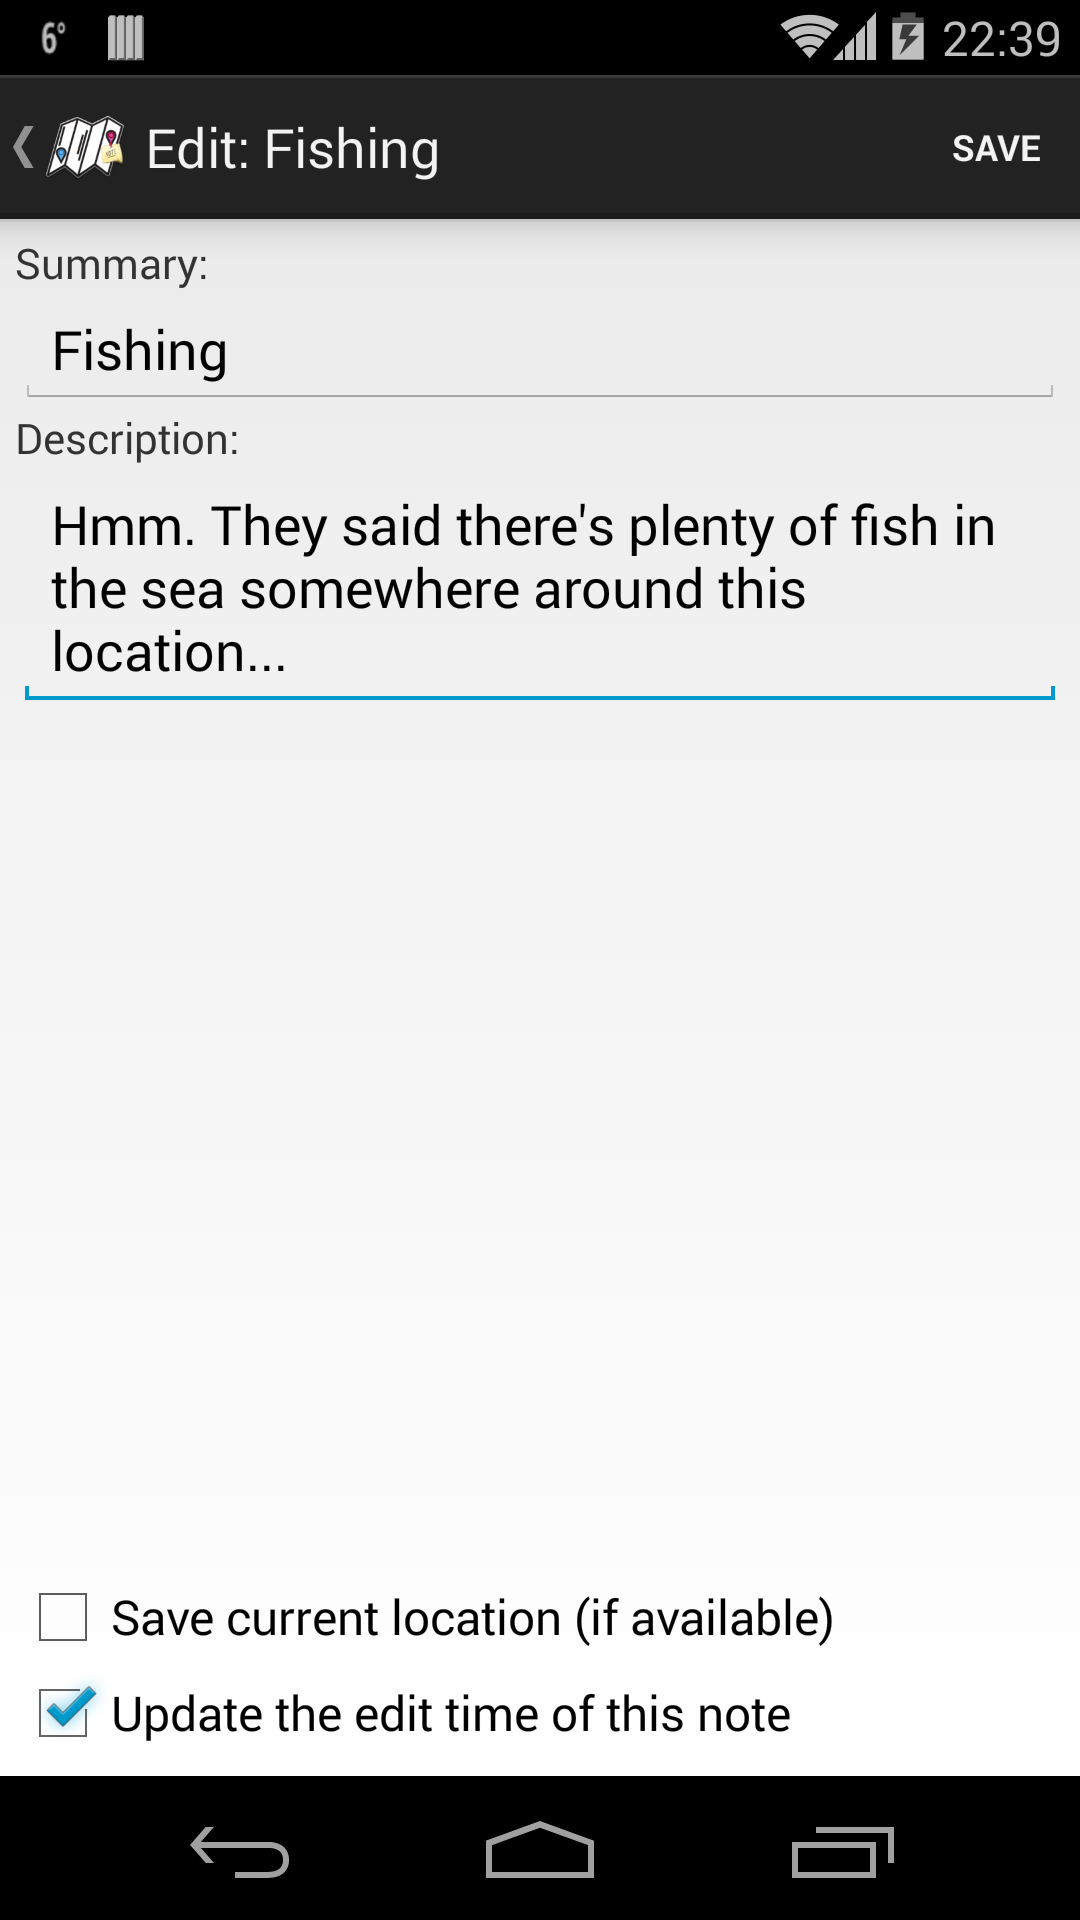 6° 22:39
Edit: Fishing SAVE
Summary:
Fishing
Description:
Hmm. They said there's plenty of fish in
the sea somewhere around this
location...
Save current location (if available)
Update the edit time of this note